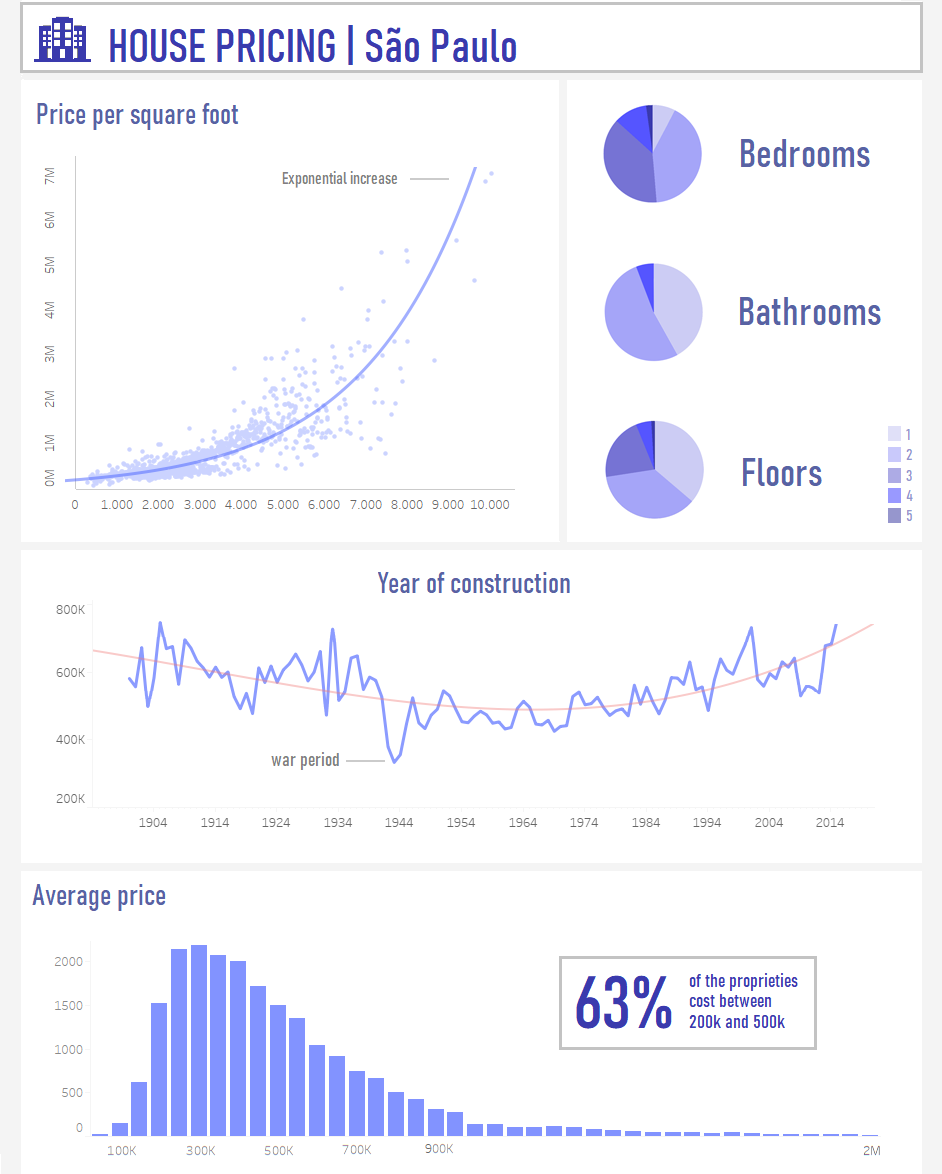 HOUSE PRICING | São Paulo
Price per square foot
Exponential increase
7M
6M
5M
4M
3M
2M
1M
0M
0 1.000 2.000 3.000 4.000 5.000 6.000 7.000 8.000 9.000 10.000
Bedrooms
Bathrooms
Floors
1
2
3
4
5
Year of construction
800K
600K
400K
200K
war period
1904 1914 1924 1934 1944 1954 1964 1974 1984 1994 2004 2014
Average price
2000
1500
1000
500
0
63%
of the proprieties
cost between
200k and 500k
100K 300K 500K 700K 900K 2M